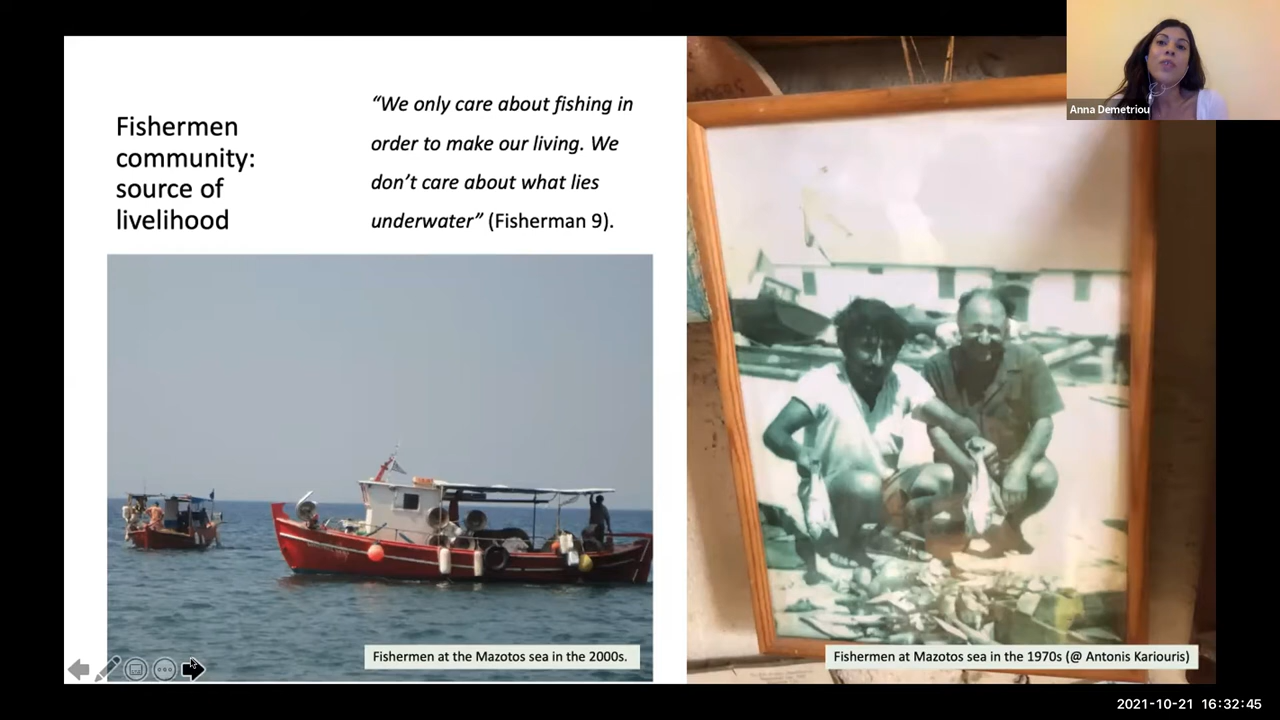 Fishermen
community:
source of
livelihood
“We only care about fishing in
order to make our living. We
don’t care about what lies
underwater” (Fisherman 9).
Anna Demetriou
Fishermen at the Mazotos sea in the 2000s.
Fishermen at Mazotos sea in the 1970s (@ Antonis Kariouris)
2021-10-21 16:32:45